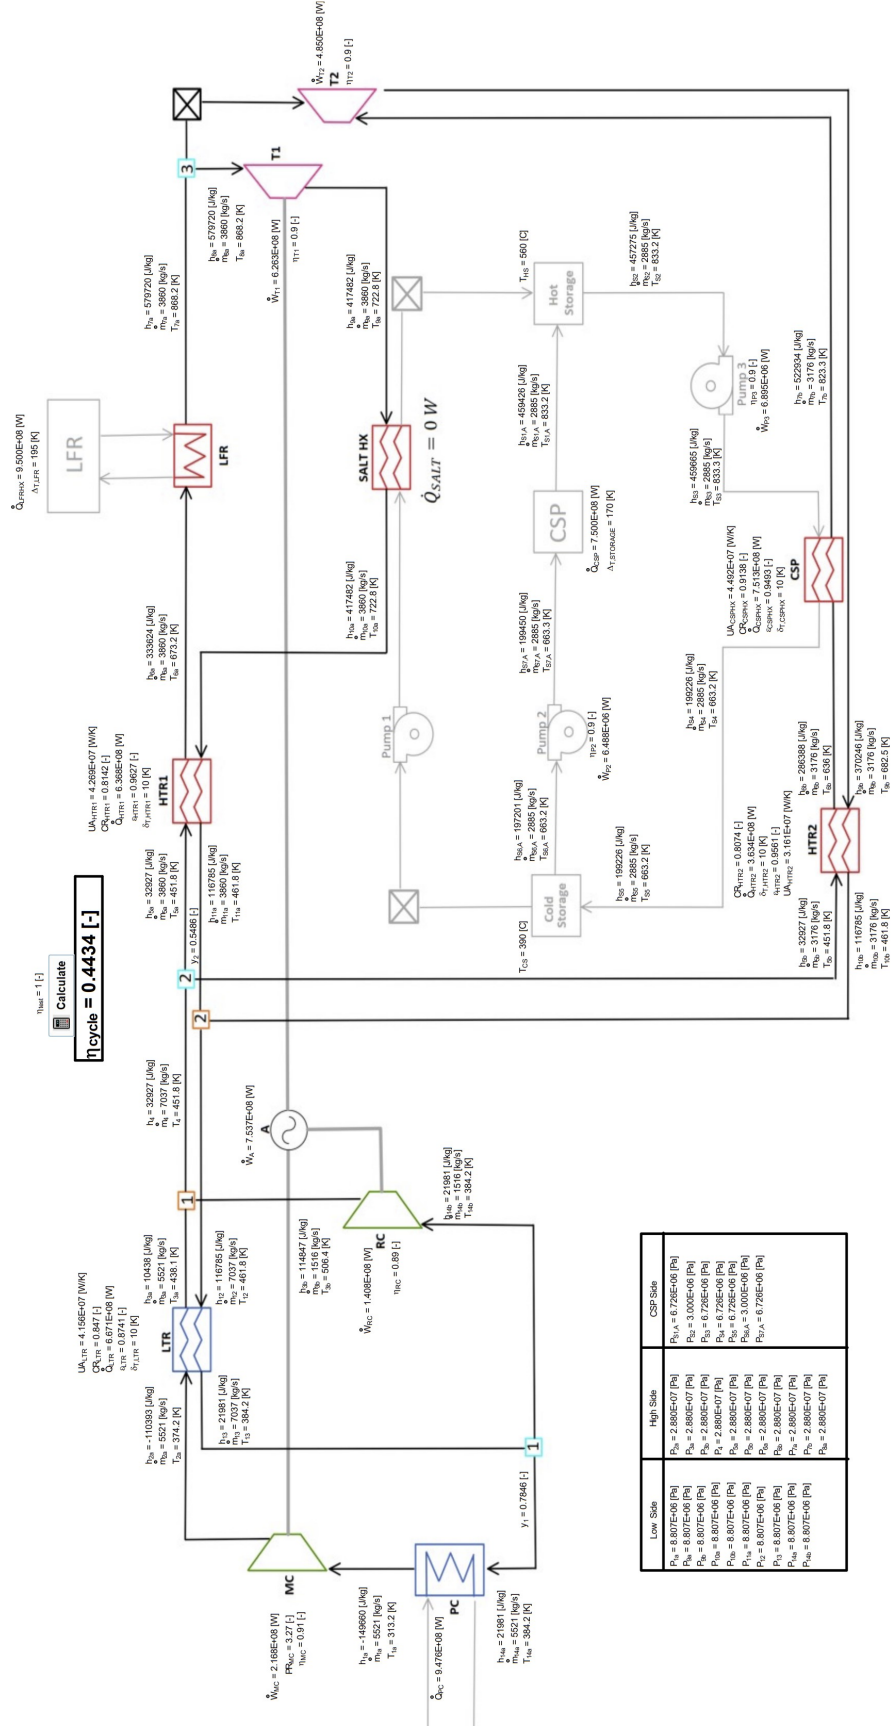 η_test = 1 [-]
Calculate
η_cycle = 0.4434 [-]
Q̇_LFRHX = 9.500E+08 [W]
Δ_T,LFR = 195 [K]
LFR
LFR
h_2a = -110393 [J/kg]
ṁ_2a = 5521 [kg/s]
T_2a = 374.2 [K]
UA_LTR = 4.156E+07 [W/K]
CR_LTR = 0.847 [-]
Q̇_LTR = 6.671E+08 [W]
ε_LTR = 0.8741 [-]
δ_T,LTR = 10 [K]
LTR
h_3a = 10438 [J/kg]
ṁ_3a = 5521 [kg/s]
T_3a = 438.1 [K]
1
h_4 = 32927 [J/kg]
ṁ_4 = 7037 [kg/s]
T_4 = 451.8 [K]
2
2
y_2 = 0.5486 [-]
h_5a = 32927 [J/kg]
ṁ_5a = 3860 [kg/s]
T_5a = 451.8 [K]
UA_HTR1 = 4.269E+07 [W/K]
CR_HTR1 = 0.8142 [-]
Q̇_HTR1 = 6.368E+08 [W]
ε_HTR1 = 0.9627 [-]
δ_T,HTR1 = 10 [K]
HTR1
h_6a = 333624 [J/kg]
ṁ_6a = 3860 [kg/s]
T_6a = 673.2 [K]
h_7a = 579720 [J/kg]
ṁ_7a = 3860 [kg/s]
T_7a = 868.2 [K]
3
h_13 = 21981 [J/kg]
ṁ_13 = 7037 [kg/s]
T_13 = 384.2 [K]
h_12 = 116785 [J/kg]
ṁ_12 = 7037 [kg/s]
T_12 = 461.8 [K]
h_11a = 116785 [J/kg]
ṁ_11a = 3860 [kg/s]
T_11a = 461.8 [K]
h_8a = 579720 [J/kg]
ṁ_8a = 3860 [kg/s]
T_8a = 868.2 [K]
T1
Ẇ_T1 = 6.263E+08 [W]
η_T1 = 0.9 [-]
Ẇ_T2 = 4.850E+08 [W]
T2
η_T2 = 0.9 [-]
Ẇ_MC = 2.168E+08 [W]
PR_MC = 3.27 [-]
η_MC = 0.91 [-]
MC
A
Ẇ_A = 7.537E+08 [W]
h_3b = 114847 [J/kg]
ṁ_3b = 1516 [kg/s]
T_3b = 506.4 [K]
Ẇ_RC = 1.408E+08 [W]
η_RC = 0.89 [-]
RC
h_14b = 21981 [J/kg]
ṁ_14b = 1516 [kg/s]
T_14b = 384.2 [K]
h_10a = 417482 [J/kg]
ṁ_10a = 3860 [kg/s]
T_10a = 722.8 [K]
SALT HX
Q̇_SALT = 0 W
h_9a = 417482 [J/kg]
ṁ_9a = 3860 [kg/s]
T_9a = 722.8 [K]
h_1a = -149660 [J/kg]
ṁ_1a = 5521 [kg/s]
T_1a = 313.2 [K]
Q̇_PC = 9.476E+08 [W]
PC
1
y_1 = 0.7846 [-]
h_14a = 21981 [J/kg]
ṁ_14a = 5521 [kg/s]
T_14a = 384.2 [K]
Pump 1
T_CS = 390 [C]
Cold
Storage
h_S6,A = 197201 [J/kg]
ṁ_S6,A = 2885 [kg/s]
T_S6,A = 663.2 [K]
Pump 2
η_P2 = 0.9 [-]
Ẇ_P2 = 6.488E+06 [W]
h_S7,A = 199450 [J/kg]
ṁ_S7,A = 2885 [kg/s]
T_S7,A = 663.3 [K]
CSP
Q̇_CSP = 7.500E+08 [W]
Δ_T,STORAGE = 170 [K]
h_S1,A = 459426 [J/kg]
ṁ_S1,A = 2885 [kg/s]
T_S1,A = 833.2 [K]
T_HS = 560 [C]
Hot
Storage
h_S2 = 457275 [J/kg]
ṁ_S2 = 2885 [kg/s]
T_S2 = 833.2 [K]
h_S5 = 199226 [J/kg]
ṁ_S5 = 2885 [kg/s]
T_S5 = 663.2 [K]
h_S4 = 199226 [J/kg]
ṁ_S4 = 2885 [kg/s]
T_S4 = 663.2 [K]
h_S3 = 459665 [J/kg]
ṁ_S3 = 2885 [kg/s]
T_S3 = 833.3 [K]
Pump 3
η_P3 = 0.9 [-]
Ẇ_P3 = 6.895E+06 [W]
UA_CSPHX = 4.492E+07 [W/K]
CR_CSPHX = 0.9138 [-]
Q̇_CSPHX = 7.513E+08 [W]
ε_CSPHX = 0.9493 [-]
δ_T,CSPHX = 10 [K]
CSP
h_7b = 522934 [J/kg]
ṁ_7b = 3176 [kg/s]
T_7b = 823.3 [K]
CR_HTR2 = 0.8074 [-]
Q̇_HTR2 = 3.634E+08 [W]
δ_T,HTR2 = 10 [K]
ε_HTR2 = 0.9561 [-]
UA_HTR2 = 3.161E+07 [W/K]
HTR2
h_5b = 32927 [J/kg]
ṁ_5b = 3176 [kg/s]
T_5b = 451.8 [K]
h_6b = 286388 [J/kg]
ṁ_6b = 3176 [kg/s]
T_6b = 636 [K]
h_10b = 116785 [J/kg]
ṁ_10b = 3176 [kg/s]
T_10b = 461.8 [K]
h_9b = 370246 [J/kg]
ṁ_9b = 3176 [kg/s]
T_9b = 682.5 [K]
Low Side
P_1a = 8.807E+06 [Pa]
P_9a = 8.807E+06 [Pa]
P_9b = 8.807E+06 [Pa]
P_10a = 8.807E+06 [Pa]
P_10b = 8.807E+06 [Pa]
P_11a = 8.807E+06 [Pa]
P_12 = 8.807E+06 [Pa]
P_13 = 8.807E+06 [Pa]
P_14a = 8.807E+06 [Pa]
P_14b = 8.807E+06 [Pa]
High Side
P_2a = 2.880E+07 [Pa]
P_3a = 2.880E+07 [Pa]
P_3b = 2.880E+07 [Pa]
P_4 = 2.880E+07 [Pa]
P_5a = 2.880E+07 [Pa]
P_5b = 2.880E+07 [Pa]
P_6a = 2.880E+07 [Pa]
P_6b = 2.880E+07 [Pa]
P_7a = 2.880E+07 [Pa]
P_7b = 2.880E+07 [Pa]
P_8a = 2.880E+07 [Pa]
CSP Side
P_S1,A = 6.726E+06 [Pa]
P_S2 = 3.000E+06 [Pa]
P_S3 = 6.726E+06 [Pa]
P_S4 = 6.726E+06 [Pa]
P_S5 = 6.726E+06 [Pa]
P_S6,A = 3.000E+06 [Pa]
P_S7,A = 6.726E+06 [Pa]